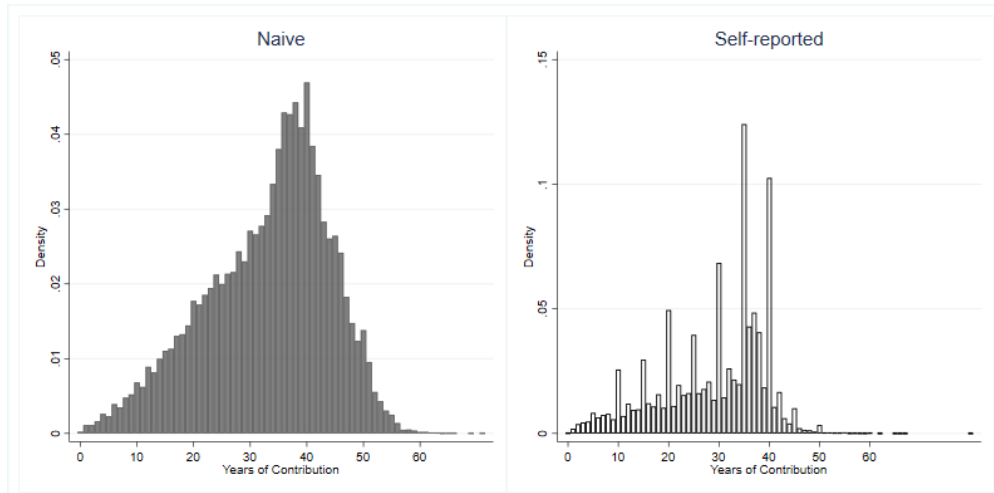 Naive
.05
.04
.03
.02
.01
0
Density
0 10 20 30 40 50 60
Years of Contribution
Self-reported
.15
.1
.05
0
Density
0 10 20 30 40 50 60
Years of Contribution